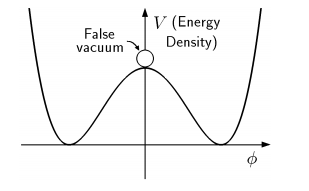 False
vacuum
V (Energy
Density)
ϕ